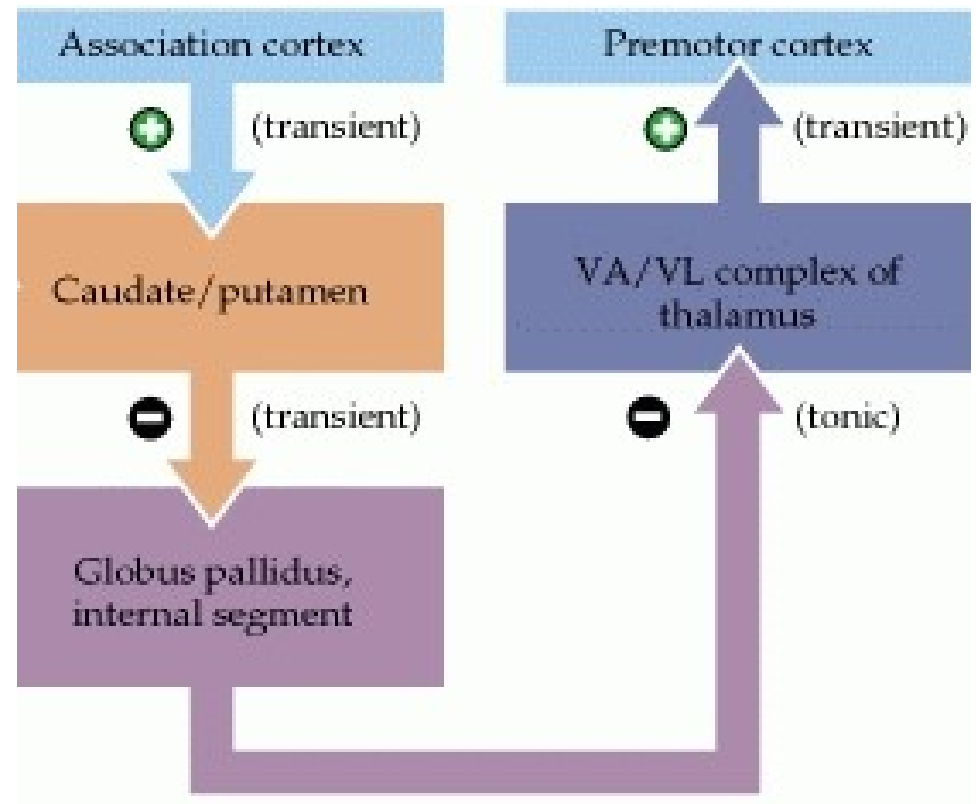 Association cortex
(transient)
Caudate/putamen
(transient)
Globus pallidus,
internal segment
Premotor cortex
(transient)
VA/VL complex of
thalamus
(tonic)